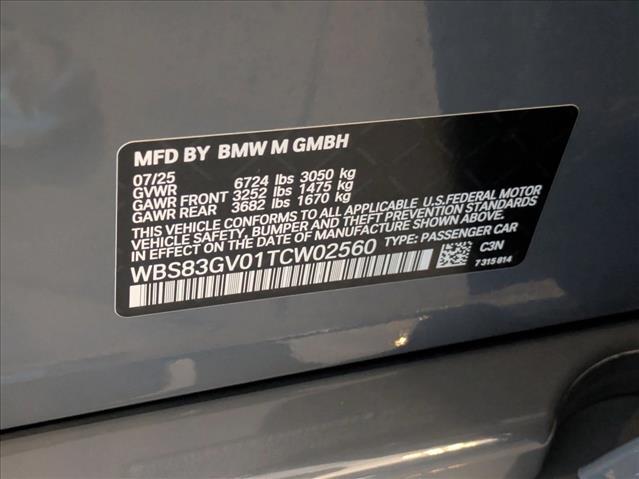 MFD BY BMW M GMBH
07/25
GVWR 6724 lbs 3050 kg
GAWR FRONT 3252 lbs 1475 kg
GAWR REAR 3682 lbs 1670 kg
THIS VEHICLE CONFORMS TO ALL APPLICABLE U.S.FEDERAL MOTOR
VEHICLE SAFETY, BUMPER AND THEFT PREVENTION STANDARDS
IN EFFECT ON THE DATE OF MANUFACTURE SHOWN ABOVE.
WBS83GV01TCW02560 TYPE: PASSENGER CAR
C3N
7315814